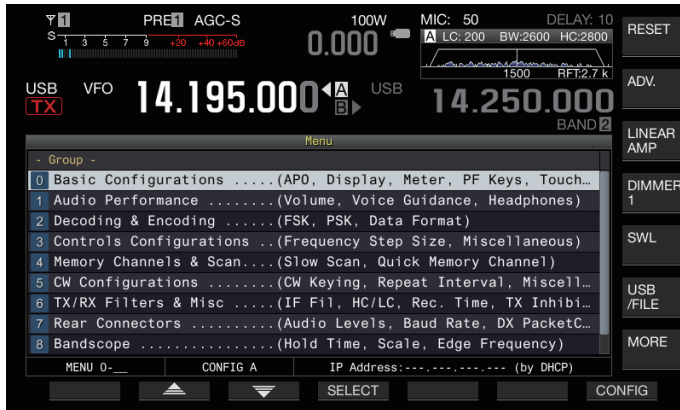 1 PRE1 AGC-S 100W MIC: 50 DELAY: 10
S 1 3 5 7 9 +20 +40 +60dB 0.000 A LC: 200 BW:2600 HC:2800
1500 RFT:2.7 k
USB VFO 14.195.000 A USB 14.250.000
TX B BAND 2
Menu
- Group -
0 Basic Configurations .....(APO, Display, Meter, PF Keys, Touch…
1 Audio Performance ........(Volume, Voice Guidance, Headphones)
2 Decoding & Encoding ......(FSK, PSK, Data Format)
3 Controls Configurations ..(Frequency Step Size, Miscellaneous)
4 Memory Channels & Scan....(Slow Scan, Quick Memory Channel)
5 CW Configurations ........(CW Keying, Repeat Interval, Miscell…
6 TX/RX Filters & Misc .....(IF Fil, HC/LC, Rec. Time, TX Inhibi…
7 Rear Connectors ..........(Audio Levels, Baud Rate, DX PacketC…
8 Bandscope ................(Hold Time, Scale, Edge Frequency)
MENU 0-__ CONFIG A IP Address:---.---.---.--- (by DHCP)
SELECT CONFIG
RESET
ADV.
LINEAR
AMP
DIMMER
1
SWL
USB
/FILE
MORE